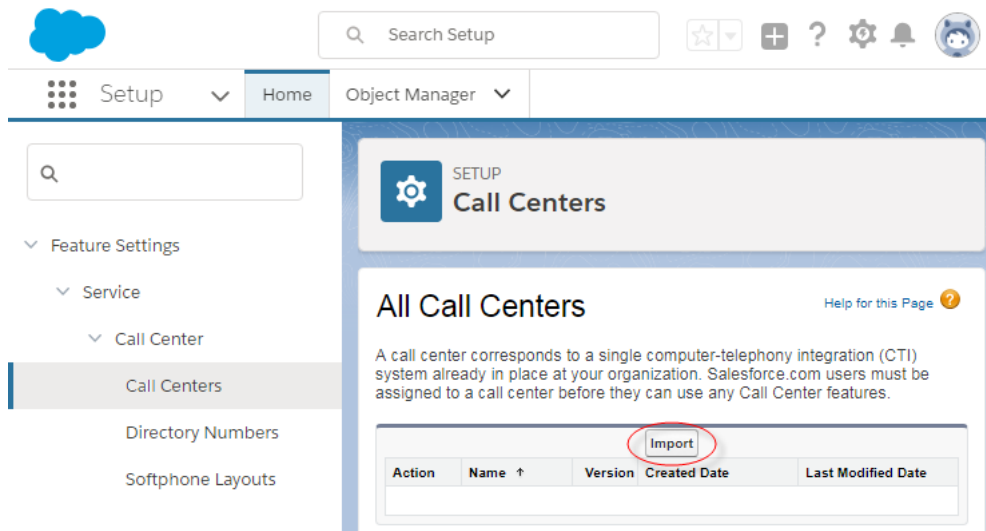 Search Setup
Setup
Home
Object Manager
Feature Settings
Service
Call Center
Call Centers
Directory Numbers
Softphone Layouts
SETUP
Call Centers
All Call Centers
Help for this Page ?
A call center corresponds to a single computer-telephony integration (CTI)
system already in place at your organization. Salesforce.com users must be
assigned to a call center before they can use any Call Center features.
Import
Action Name ↑ Version Created Date Last Modified Date